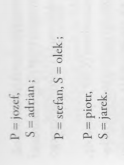 P = jozef,
S = adrian ;
P = stefan, S = olek ;
P = piotr,
S = jarek.